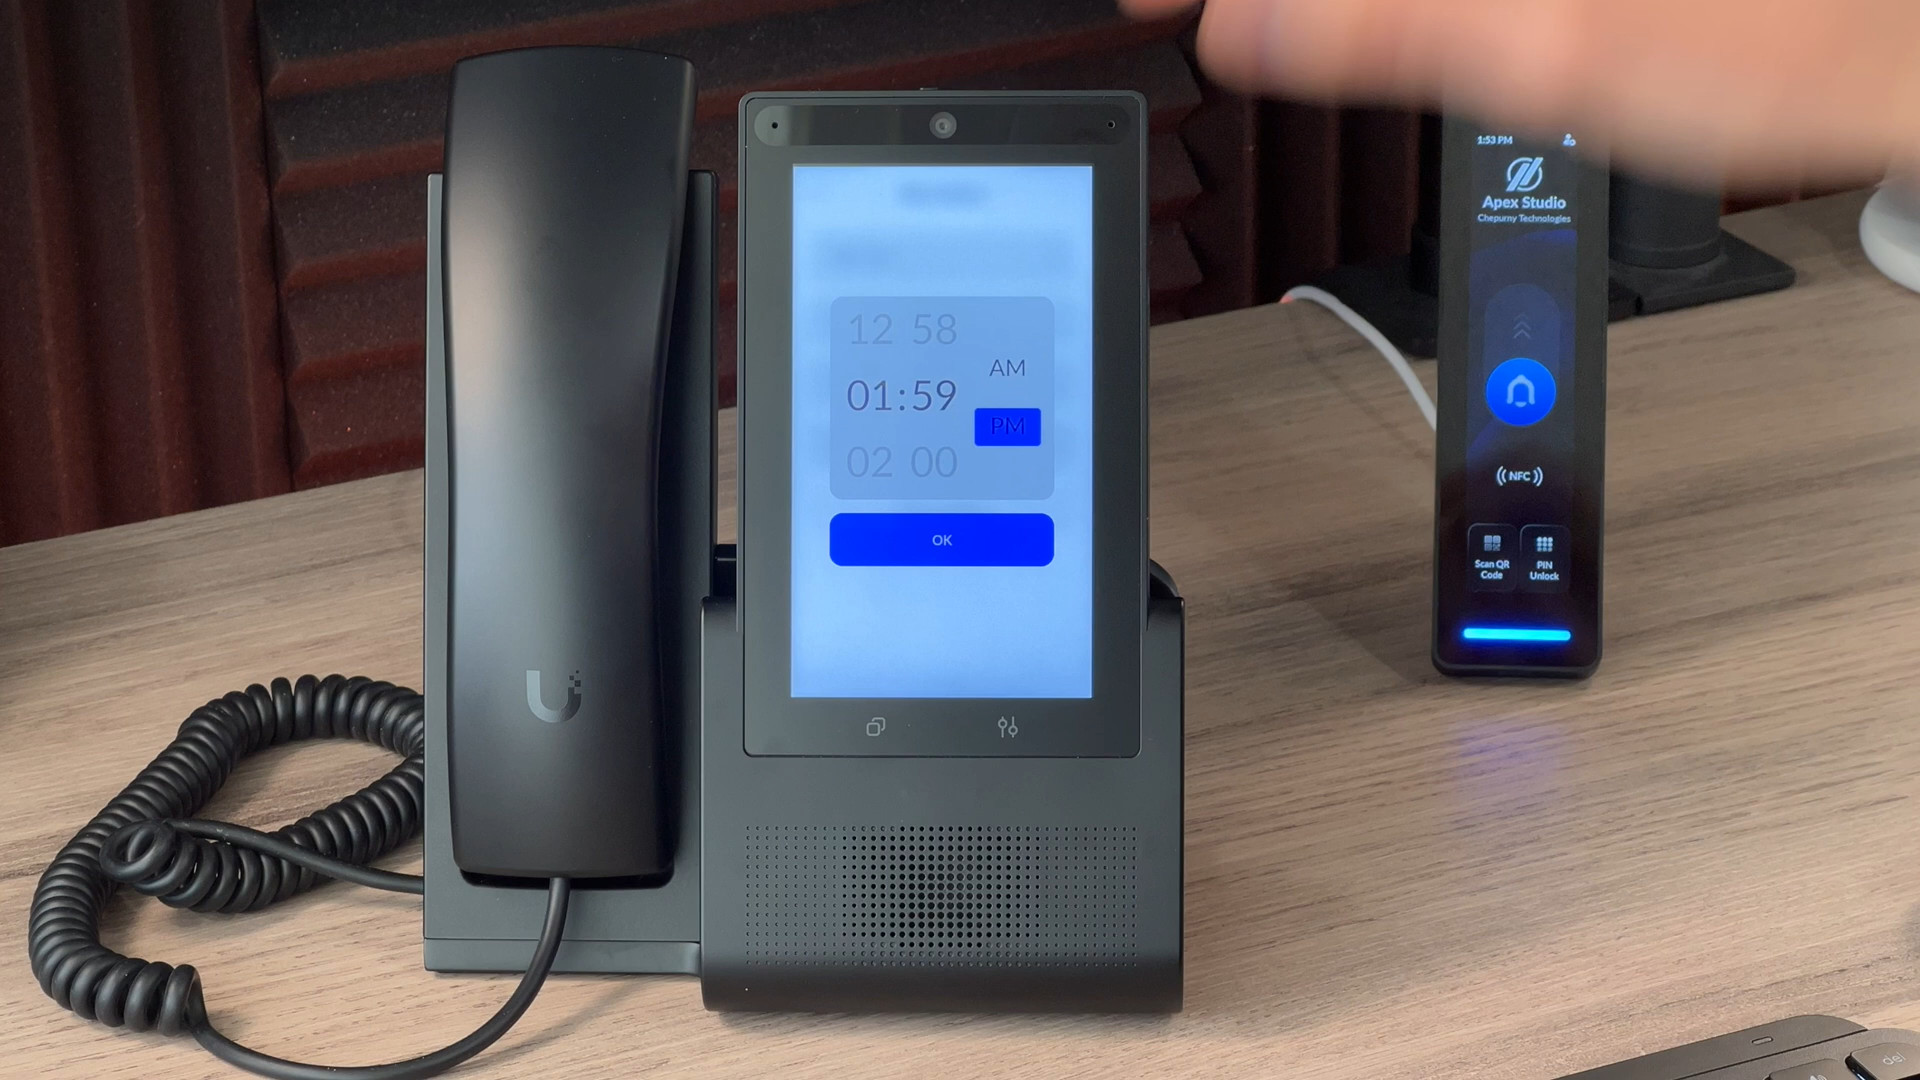 12 58
01:59
02 00
AM
PM
OK
1:53 PM
Apex Studio
Chepurny Technologies
NFC
Scan QR
Code
PIN
Unlock
del